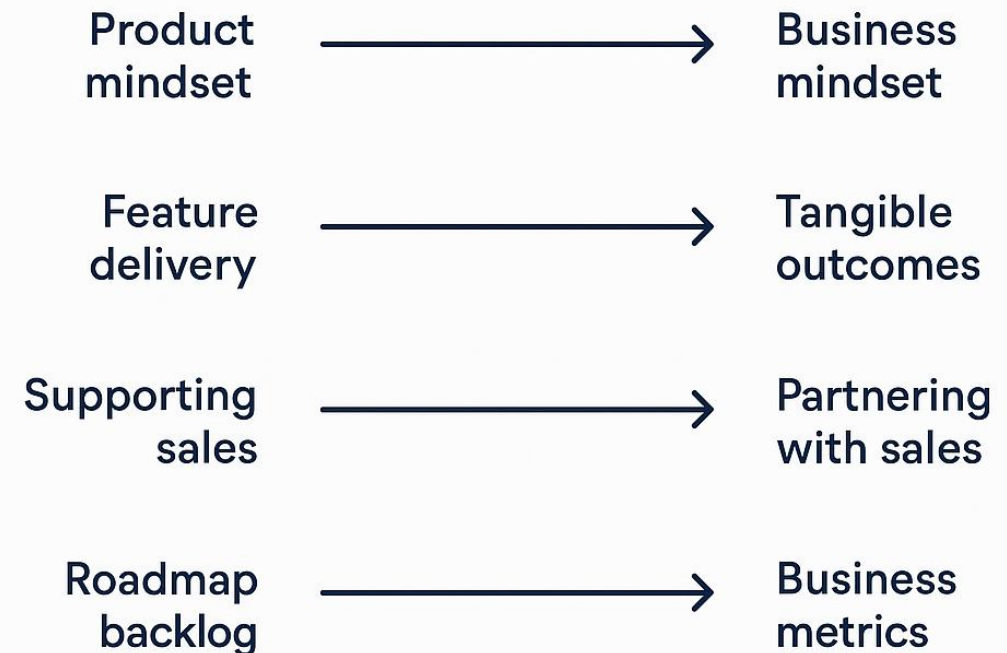 Product
mindset
Business
mindset
Feature
delivery
Tangible
outcomes
Supporting
sales
Partnering
with sales
Roadmap
backlog
Business
metrics